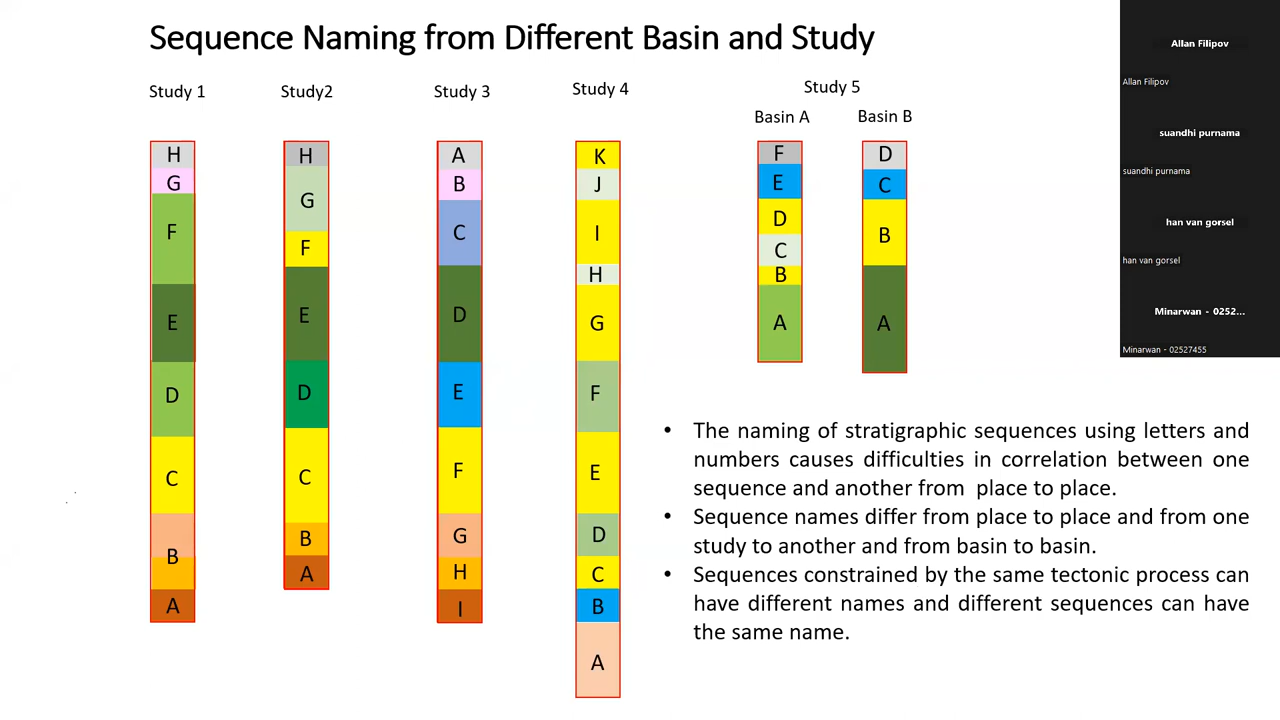 Sequence Naming from Different Basin and Study
Study 1
Study2
Study 3
Study 4
Study 5
Basin A
Basin B
H
G
F
E
D
C
B
A
H
G
F
E
D
C
B
A
A
B
C
D
E
F
G
H
I
K
J
I
H
G
F
E
D
C
B
A
F
E
D
C
B
A
D
C
B
A
• The naming of stratigraphic sequences using letters and
numbers causes difficulties in correlation between one
sequence and another from place to place.
• Sequence names differ from place to place and from one
study to another and from basin to basin.
• Sequences constrained by the same tectonic process can
have different names and different sequences can have
the same name.
Allan Filipov
Allan Filipov
suandhi purnama
suandhi purnama
han van gorsel
han van gorsel
Minarwan - 0252...
Minarwan - 02527455